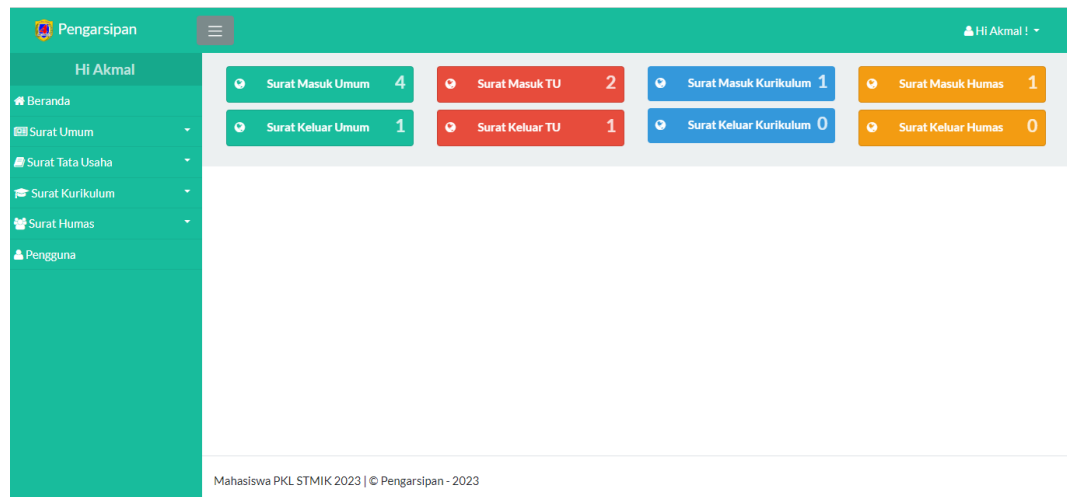 Pengarsipan
Hi Akmal !
Hi Akmal
Beranda
Surat Umum
Surat Tata Usaha
Surat Kurikulum
Surat Humas
Pengguna
Surat Masuk Umum 4
Surat Masuk TU 2
Surat Masuk Kurikulum 1
Surat Masuk Humas 1
Surat Keluar Umum 1
Surat Keluar TU 1
Surat Keluar Kurikulum 0
Surat Keluar Humas 0
Mahasiswa PKL STMIK 2023 | © Pengarsipan - 2023